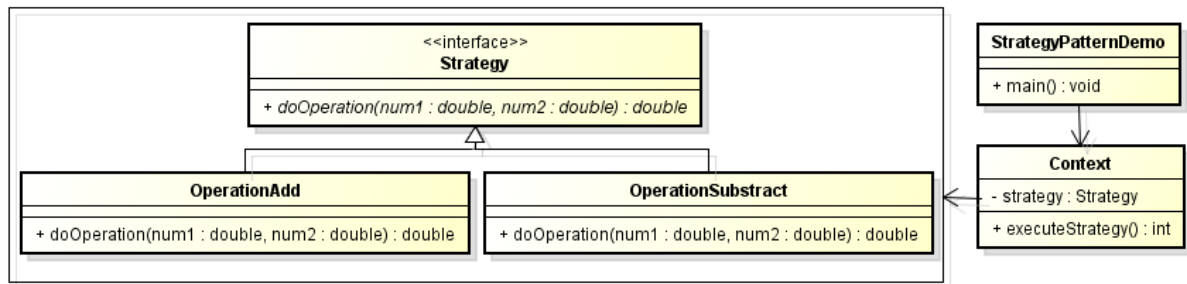 <<interface>>
Strategy
+ doOperation(num1 : double, num2 : double) : double
OperationAdd
+ doOperation(num1 : double, num2 : double) : double
OperationSubstract
+ doOperation(num1 : double, num2 : double) : double
StrategyPatternDemo
+ main() : void
Context
- strategy : Strategy
+ executeStrategy() : int